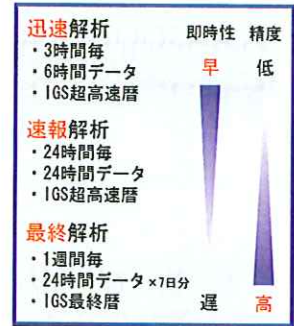 迅速解析
即時性 精度
・3時間毎
早 低
・6時間データ
・IGS超高速暦
速報解析
・24時間毎
・24時間データ
・IGS超高速暦
最終解析
・1週間毎
・24時間データ×7日分
・IGS最終暦
遅 高